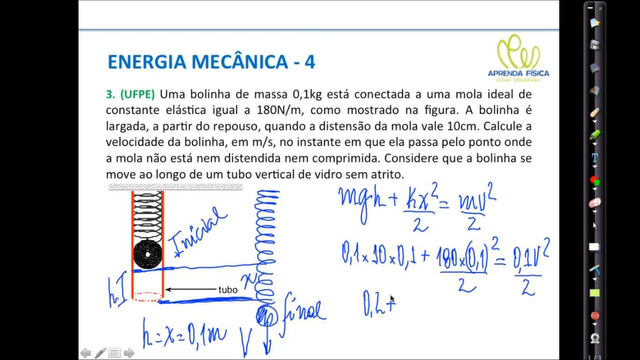 ENERGIA MECÂNICA - 4
APRENDA FÍSICA
3. (UFPE) Uma bolinha de massa 0,1kg está conectada a uma mola ideal de
constante elástica igual a 180N/m, como mostrado na figura. A bolinha é
largada, a partir do repouso, quando a distensão da mola vale 10cm. Calcule a
velocidade da bolinha, em m/s, no instante em que ela passa pelo ponto onde
a mola não está nem distendida nem comprimida. Considere que a bolinha se
move ao longo de um tubo vertical de vidro sem atrito.
Inicial
mgh + kx²/2 = mv²/2
0,1 x 10 x 0,1 + 180 x (0,1)²/2 = 0,1V²/2
x
h
tubo
final
h = x = 0,1m
V